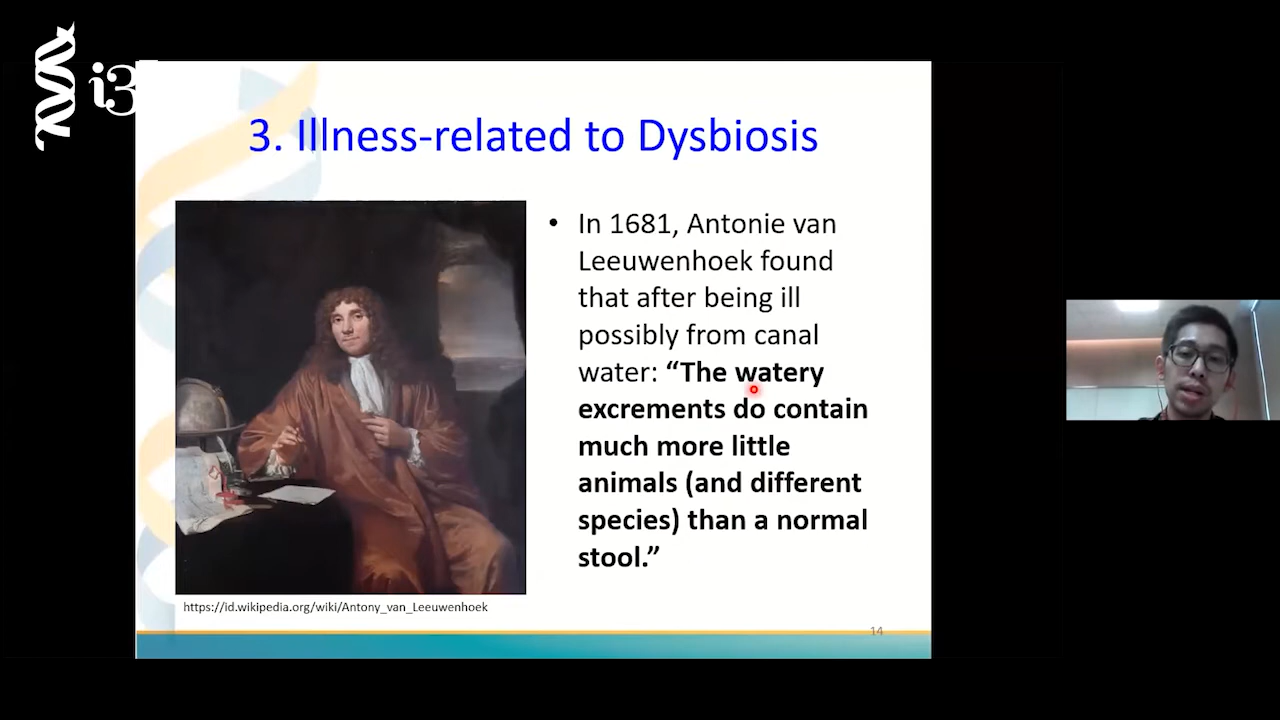 i3
3. Illness-related to Dysbiosis
• In 1681, Antonie van
Leeuwenhoek found
that after being ill
possibly from canal
water: “The watery
excrements do contain
much more little
animals (and different
species) than a normal
stool.”
https://id.wikipedia.org/wiki/Antony_van_Leeuwenhoek
14